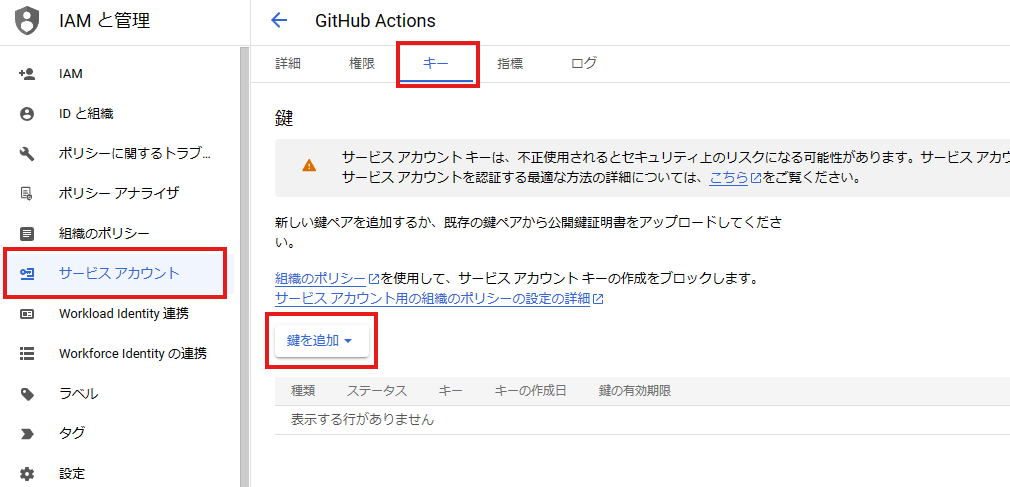 IAM と管理
GitHub Actions
IAM
ID と組織
ポリシーに関するトラブ...
ポリシー アナライザ
組織のポリシー
サービス アカウント
Workload Identity 連携
Workforce Identity の連携
ラベル
タグ
設定
詳細 権限 キー 指標 ログ
鍵
サービス アカウント キーは、不正使用されるとセキュリティ上のリスクになる可能性があります。サービス アカウ
サービス アカウントを認証する最適な方法の詳細については、こちらをご覧ください。
新しい鍵ペアを追加するか、既存の鍵ペアから公開鍵証明書をアップロードしてくださ
い。
組織のポリシーを使用して、サービス アカウント キーの作成をブロックします。
サービス アカウント用の組織のポリシーの設定の詳細
鍵を追加
種類 ステータス キー キーの作成日 鍵の有効期限
表示する行がありません